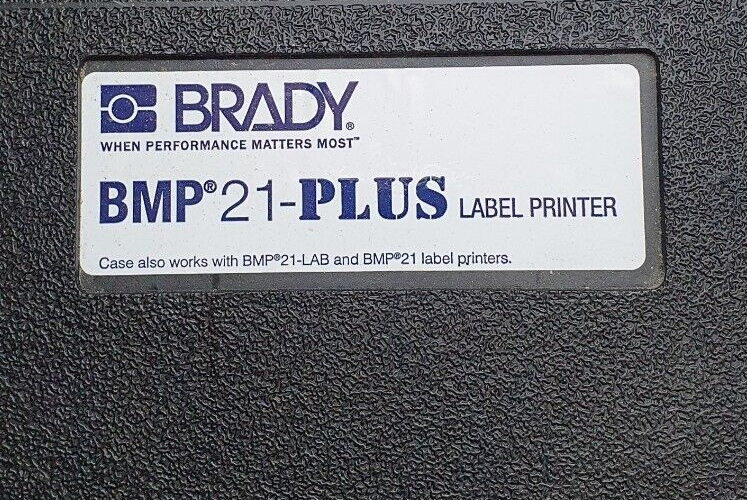 BRADY®
WHEN PERFORMANCE MATTERS MOST™
BMP®21-PLUS LABEL PRINTER
Case also works with BMP®21-LAB and BMP®21 label printers.